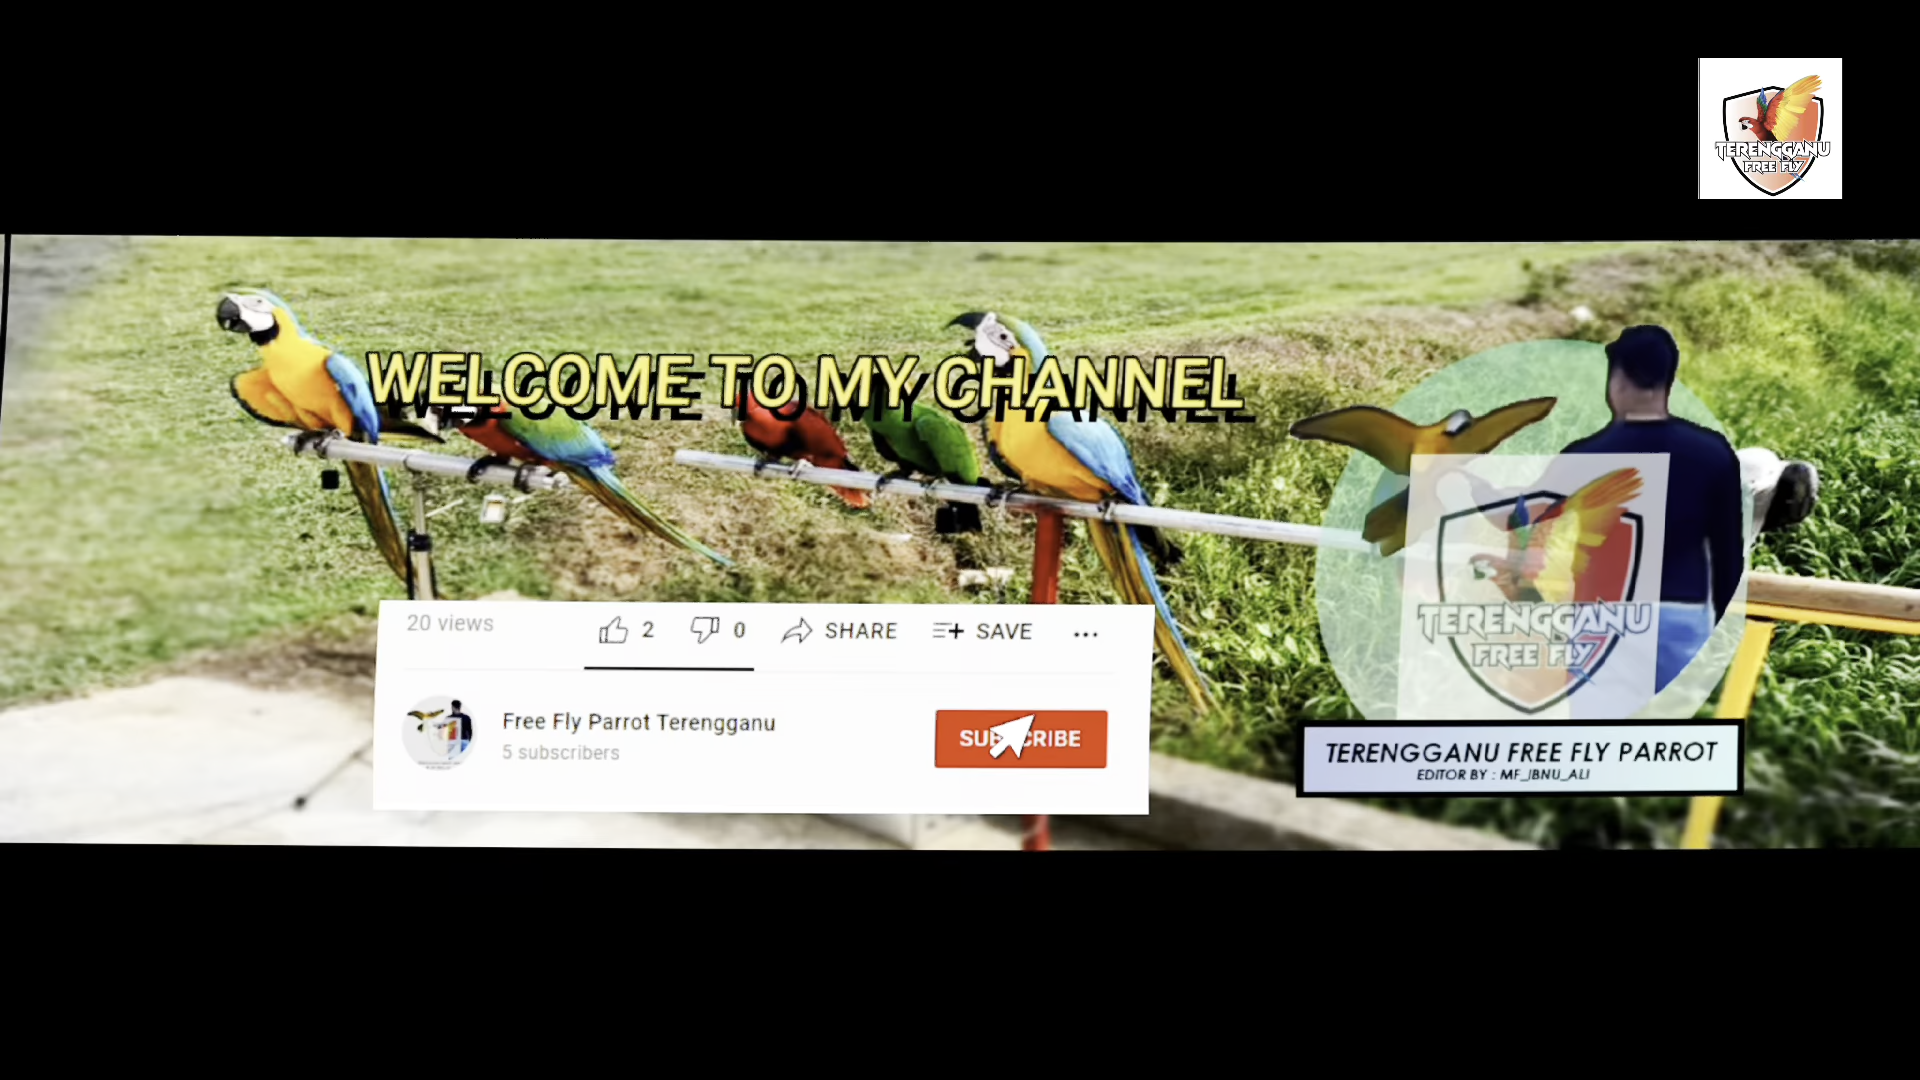 TERENGGANU
FREE FLY
WELCOME TO MY CHANNEL
TERENGGANU
FREE FLY
20 views
2
0
SHARE
SAVE
Free Fly Parrot Terengganu
5 subscribers
SUBSCRIBE
TERENGGANU FREE FLY PARROT
EDITOR BY : MF_IBNU_ALI